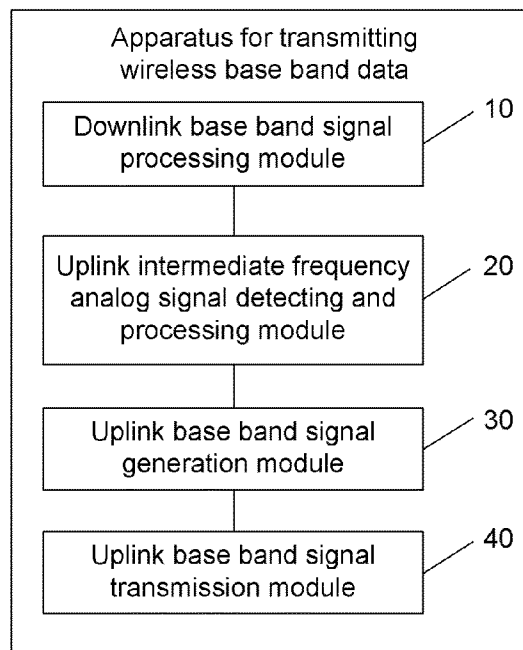 Apparatus for transmitting
wireless base band data
10
Downlink base band signal
processing module
20
Uplink intermediate frequency
analog signal detecting and
processing module
30
Uplink base band signal
generation module
40
Uplink base band signal
transmission module